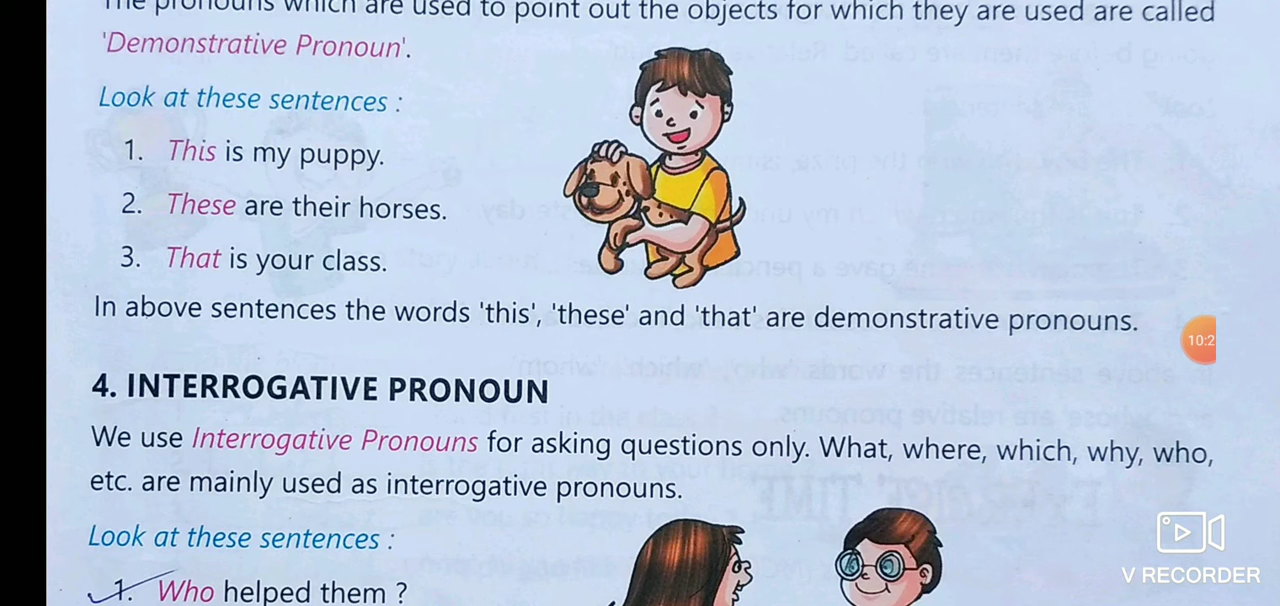 The pronouns which are used to point out the objects for which they are used are called
'Demonstrative Pronoun'.
Look at these sentences :
1. This is my puppy.
2. These are their horses.
3. That is your class.
In above sentences the words 'this', 'these' and 'that' are demonstrative pronouns.
10:2
4. INTERROGATIVE PRONOUN
We use Interrogative Pronouns for asking questions only. What, where, which, why, who,
etc. are mainly used as interrogative pronouns.
Look at these sentences :
1. Who helped them ?
V RECORDER